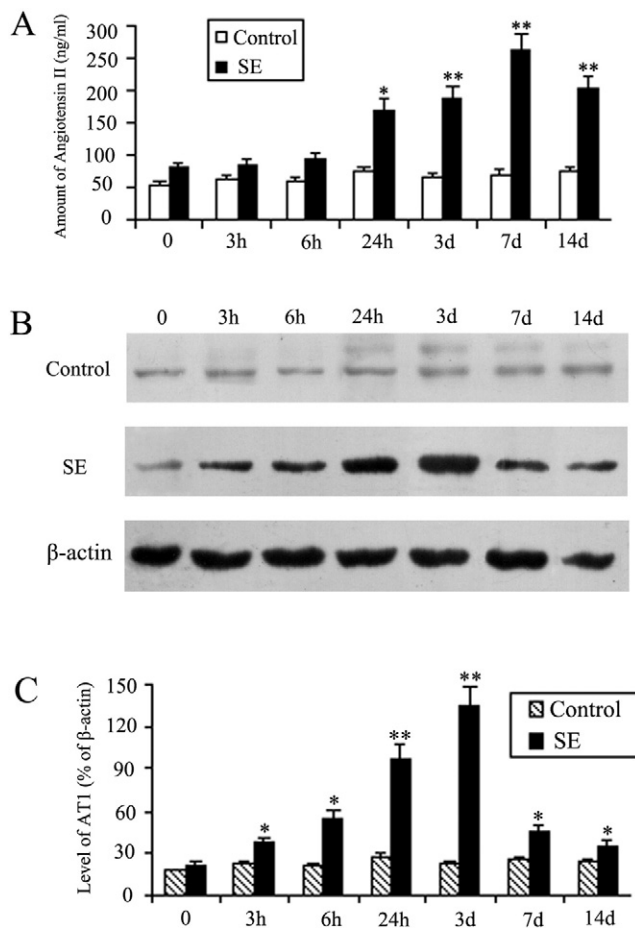 A
Amount of Angiotensin II (ng/ml)
300
250
200
150
100
50
0
Control
SE
*
**
**
**
0 3h 6h 24h 3d 7d 14d
B
0 3h 6h 24h 3d 7d 14d
Control
SE
β-actin
C
Level of AT1 (% of β-actin)
150
120
90
60
30
0
Control
SE
*
*
**
**
*
*
0 3h 6h 24h 3d 7d 14d